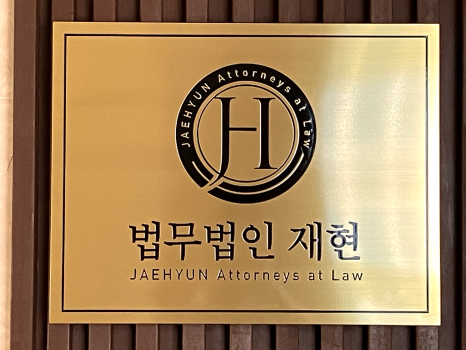 JAEHYUN Attorneys at Law
JH
법무법인 재현
JAEHYUN Attorneys at Law